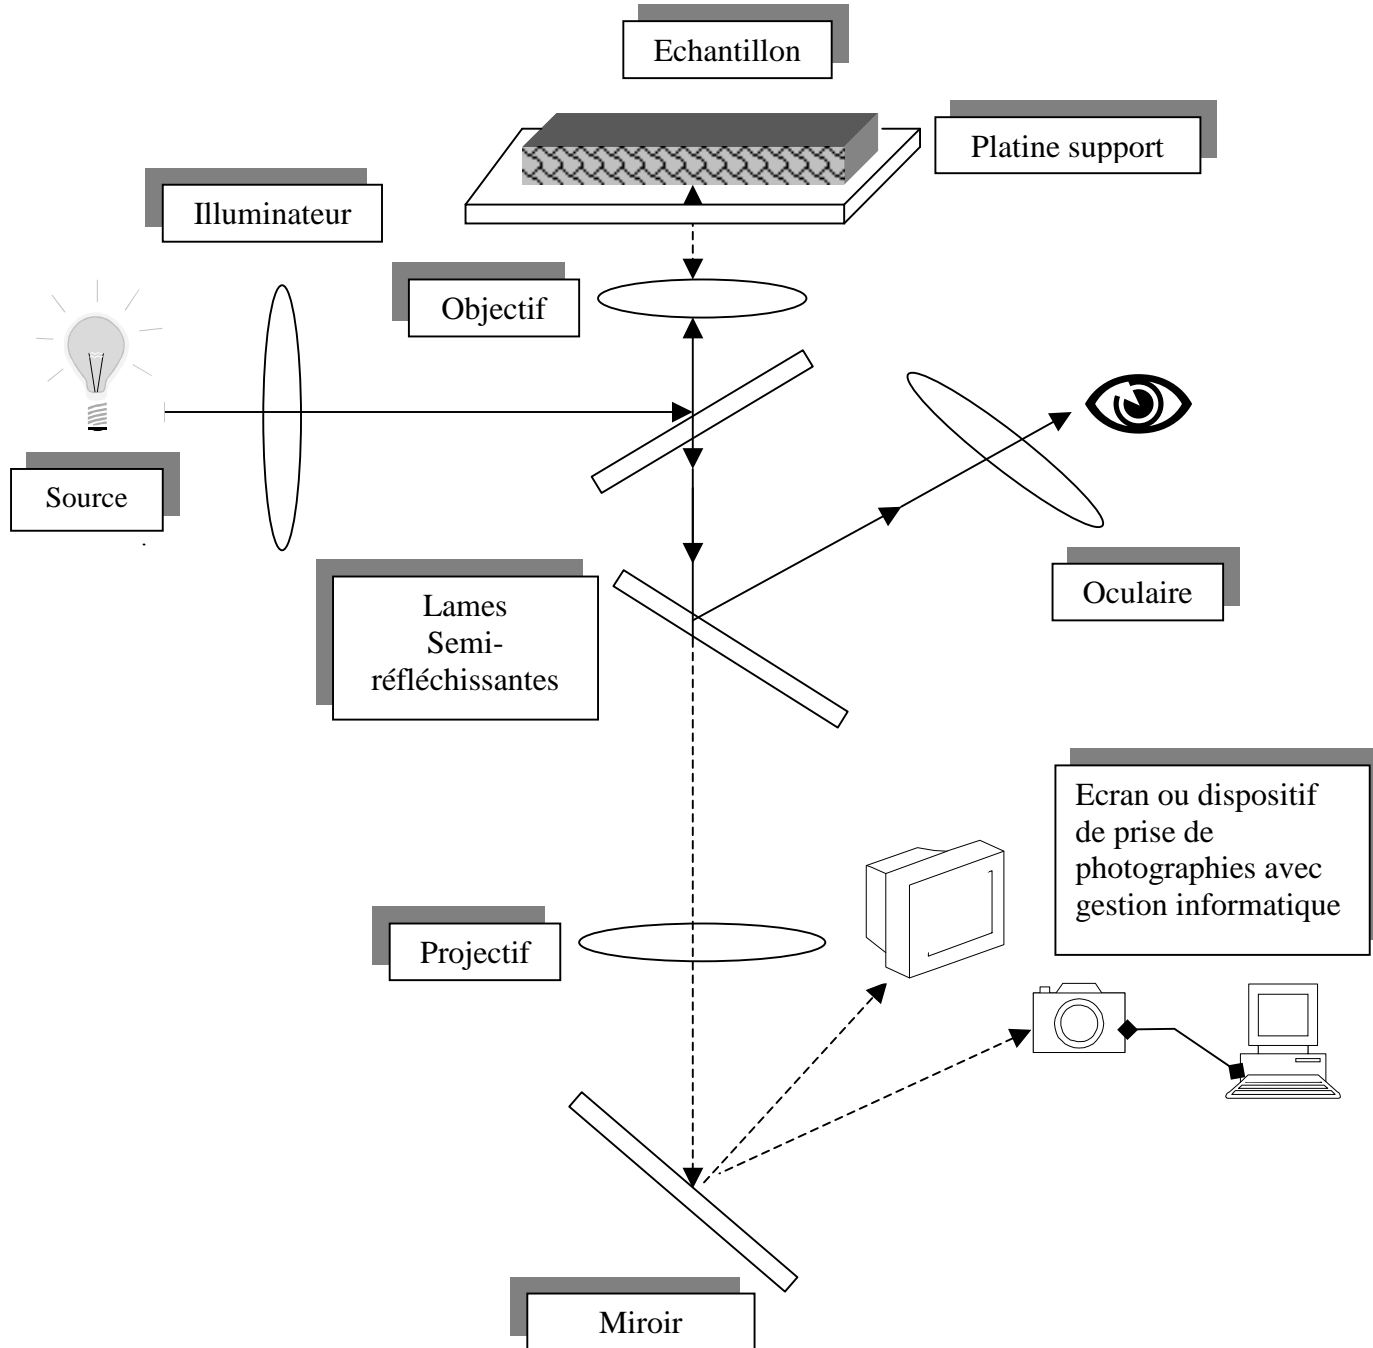 Echantillon
Platine support
Illuminateur
Objectif
Source
Lames
Semi-
réfléchissantes
Oculaire
Ecran ou dispositif
de prise de
photographies avec
gestion informatique
Projectif
Miroir